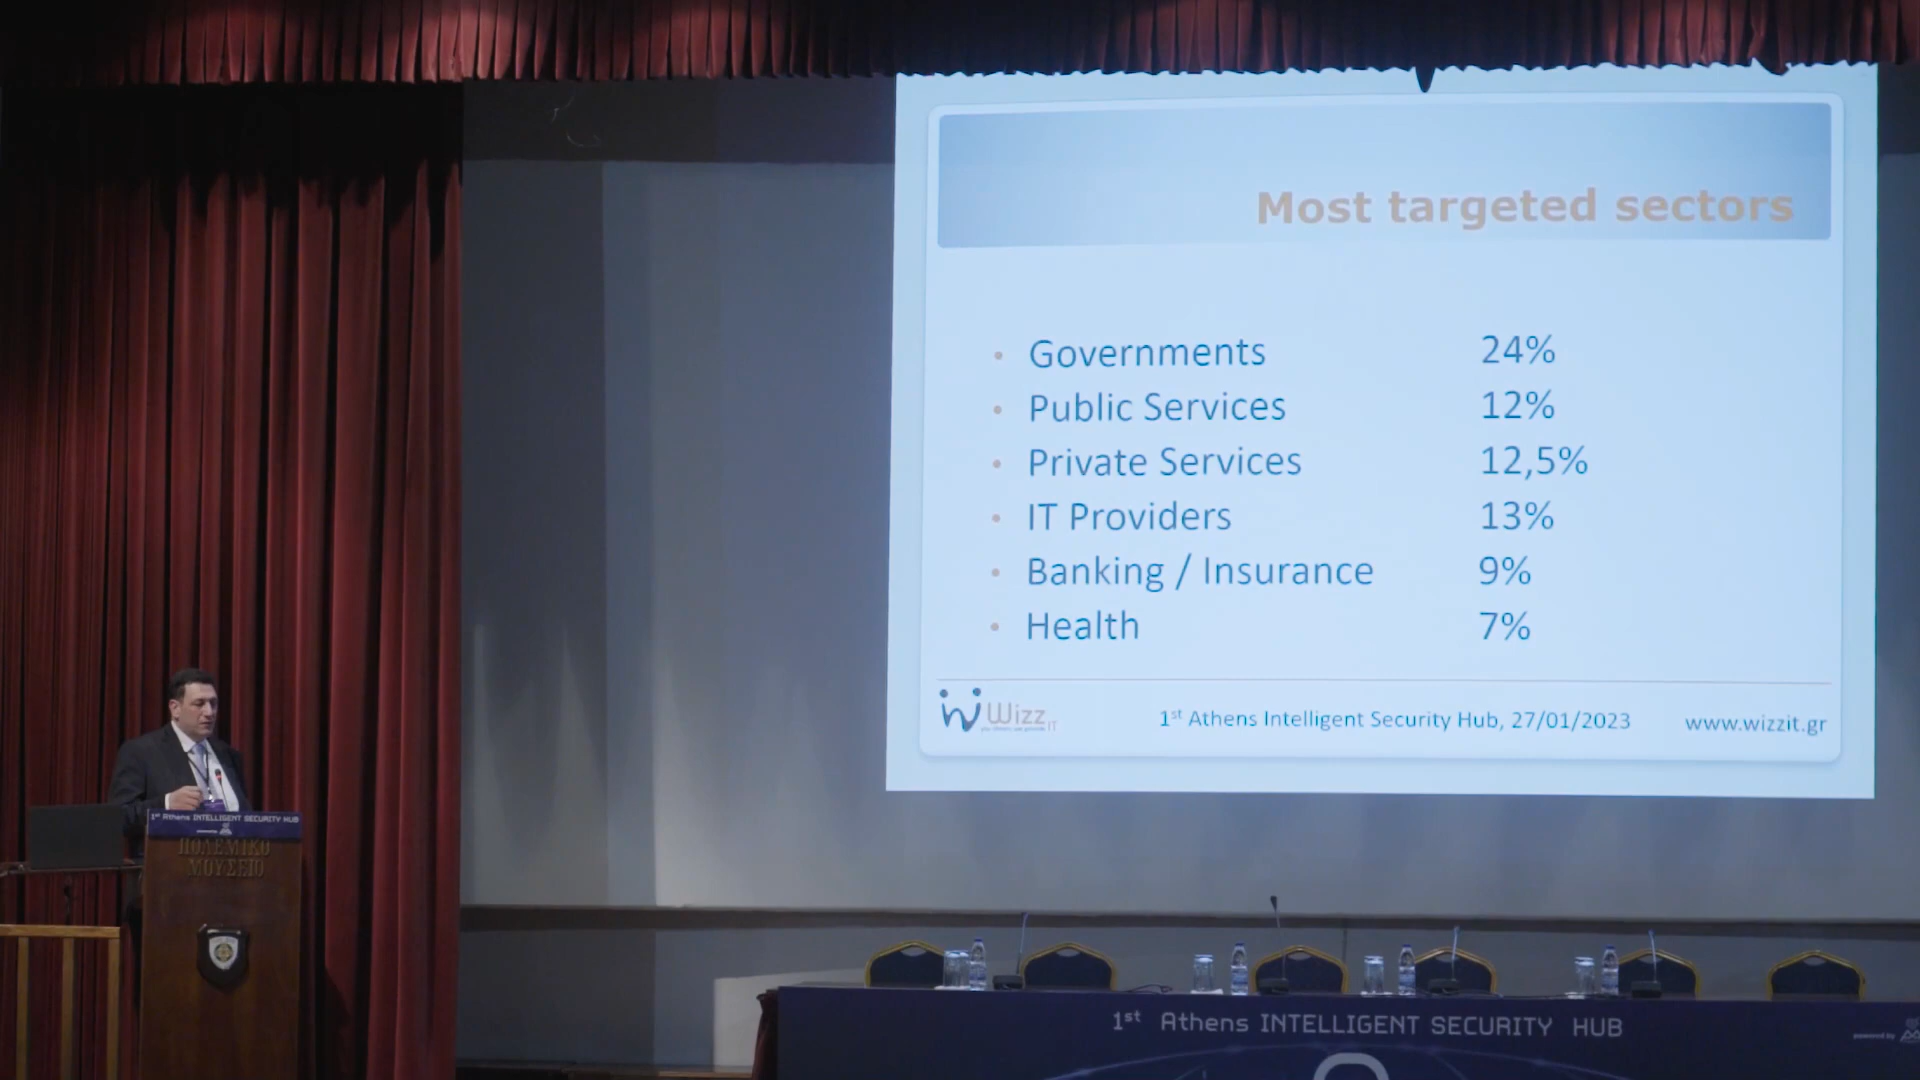 Most targeted sectors
• Governments 24%
• Public Services 12%
• Private Services 12,5%
• IT Providers 13%
• Banking / Insurance 9%
• Health 7%
Wizz IT
1st Athens Intelligent Security Hub, 27/01/2023
www.wizzit.gr
1st Athens INTELLIGENT SECURITY HUB
ΠΟΛΕΜΙΚΟ
ΜΟΥΣΕΙΟ
1st Athens INTELLIGENT SECURITY HUB
powered by